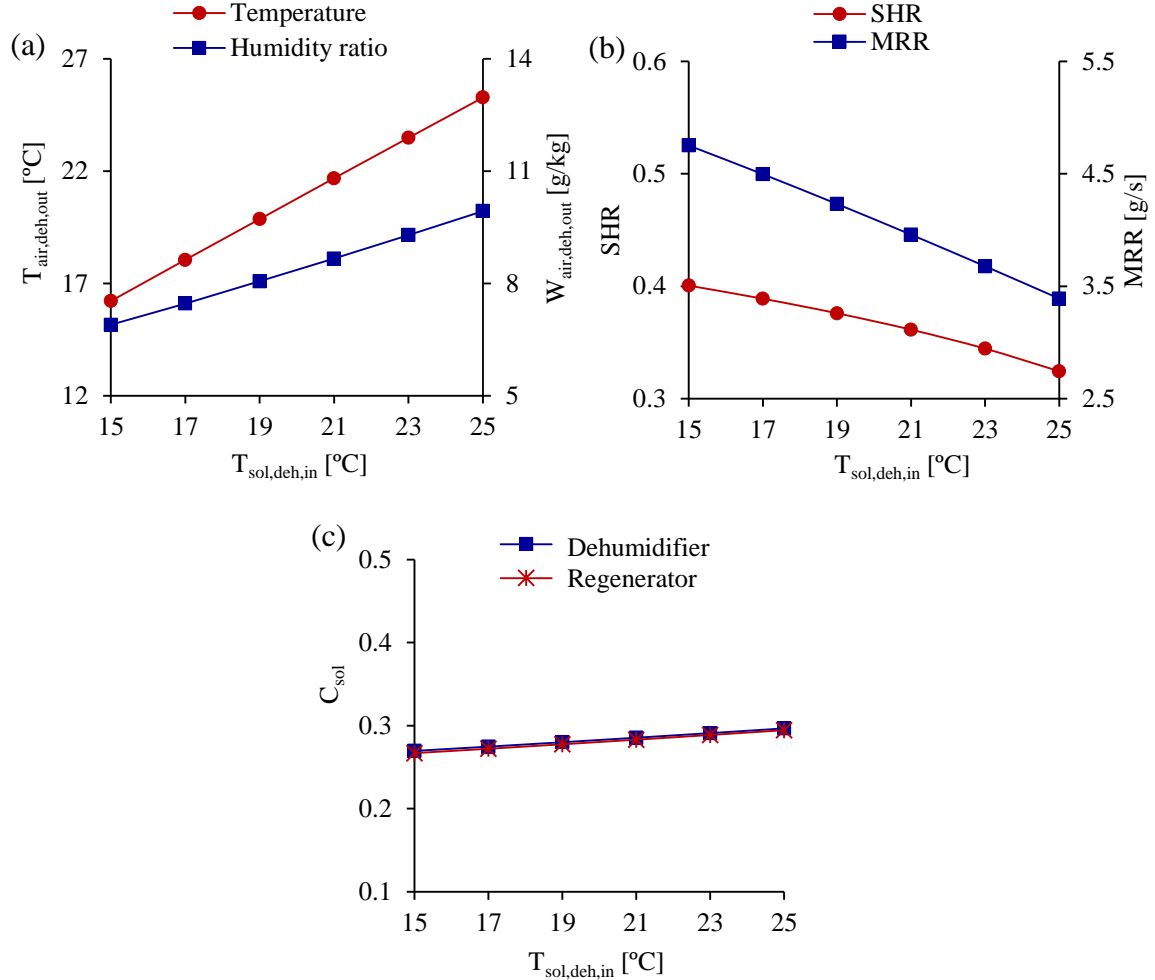 (a)
Temperature
Humidity ratio
27
22
17
12
T_air,deh,out [ºC]
14
11
8
5
W_air,deh,out [g/kg]
15 17 19 21 23 25
T_sol,deh,in [ºC]
(b)
SHR
MRR
0.6
0.5
0.4
0.3
SHR
5.5
4.5
3.5
2.5
MRR [g/s]
15 17 19 21 23 25
T_sol,deh,in [ºC]
(c)
Dehumidifier
Regenerator
0.5
0.4
0.3
0.2
0.1
C_sol
15 17 19 21 23 25
T_sol,deh,in [ºC]